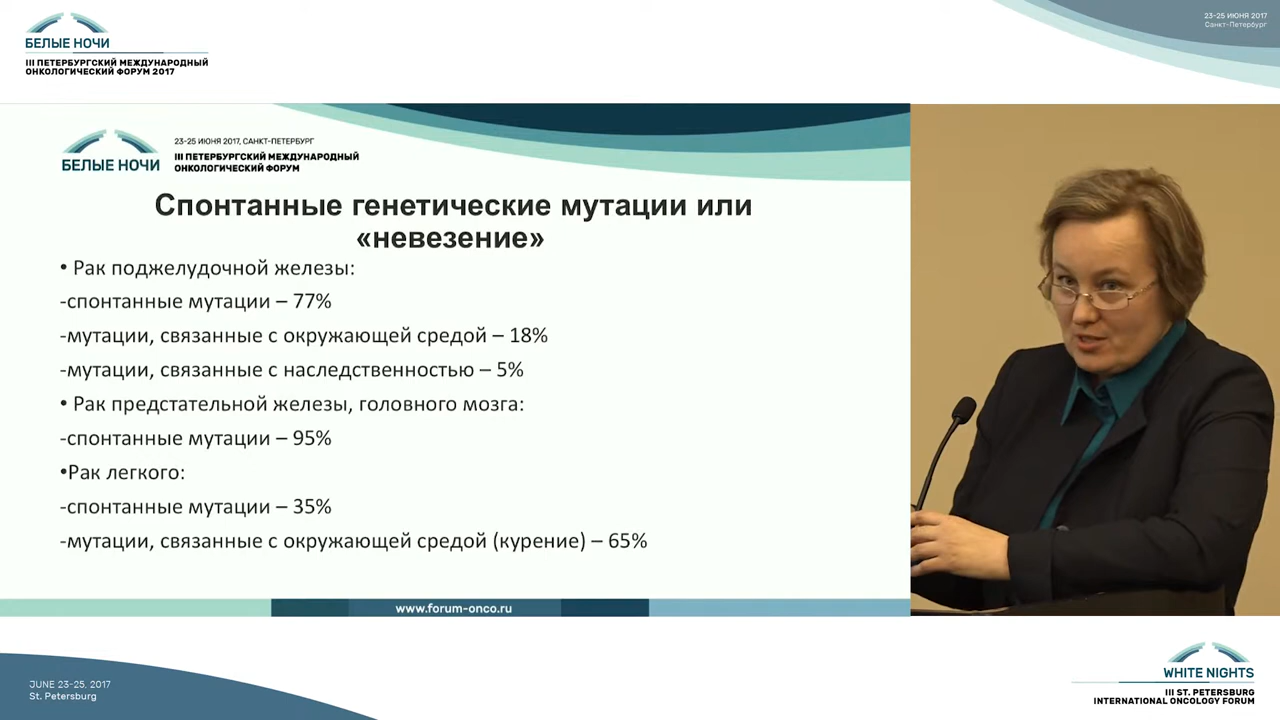 БЕЛЫЕ НОЧИ
III ПЕТЕРБУРГСКИЙ МЕЖДУНАРОДНЫЙ
ОНКОЛОГИЧЕСКИЙ ФОРУМ 2017
23-25 ИЮНЯ 2017
Санкт-Петербург
БЕЛЫЕ НОЧИ
23-25 ИЮНЯ 2017, САНКТ-ПЕТЕРБУРГ
III ПЕТЕРБУРГСКИЙ МЕЖДУНАРОДНЫЙ
ОНКОЛОГИЧЕСКИЙ ФОРУМ
Спонтанные генетические мутации или
«невезение»
• Рак поджелудочной железы:
-спонтанные мутации – 77%
-мутации, связанные с окружающей средой – 18%
-мутации, связанные с наследственностью – 5%
• Рак предстательной железы, головного мозга:
-спонтанные мутации – 95%
•Рак легкого:
-спонтанные мутации – 35%
-мутации, связанные с окружающей средой (курение) – 65%
www.forum-onco.ru
JUNE 23-25, 2017
St. Petersburg
WHITE NIGHTS
III ST. PETERSBURG
INTERNATIONAL ONCOLOGY FORUM